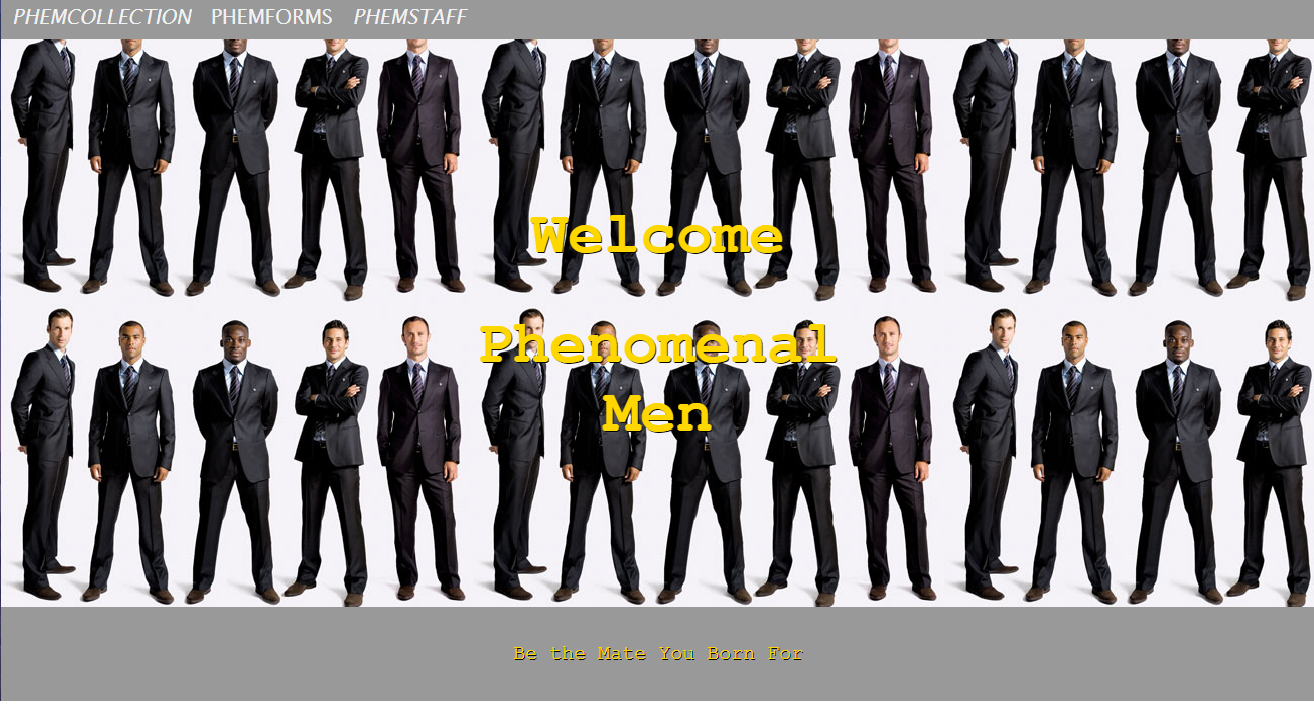 PHEMCOLLECTION PHEMFORMS PHEMSTAFF
Welcome
Phenomenal
Men
Be the Mate You Born For